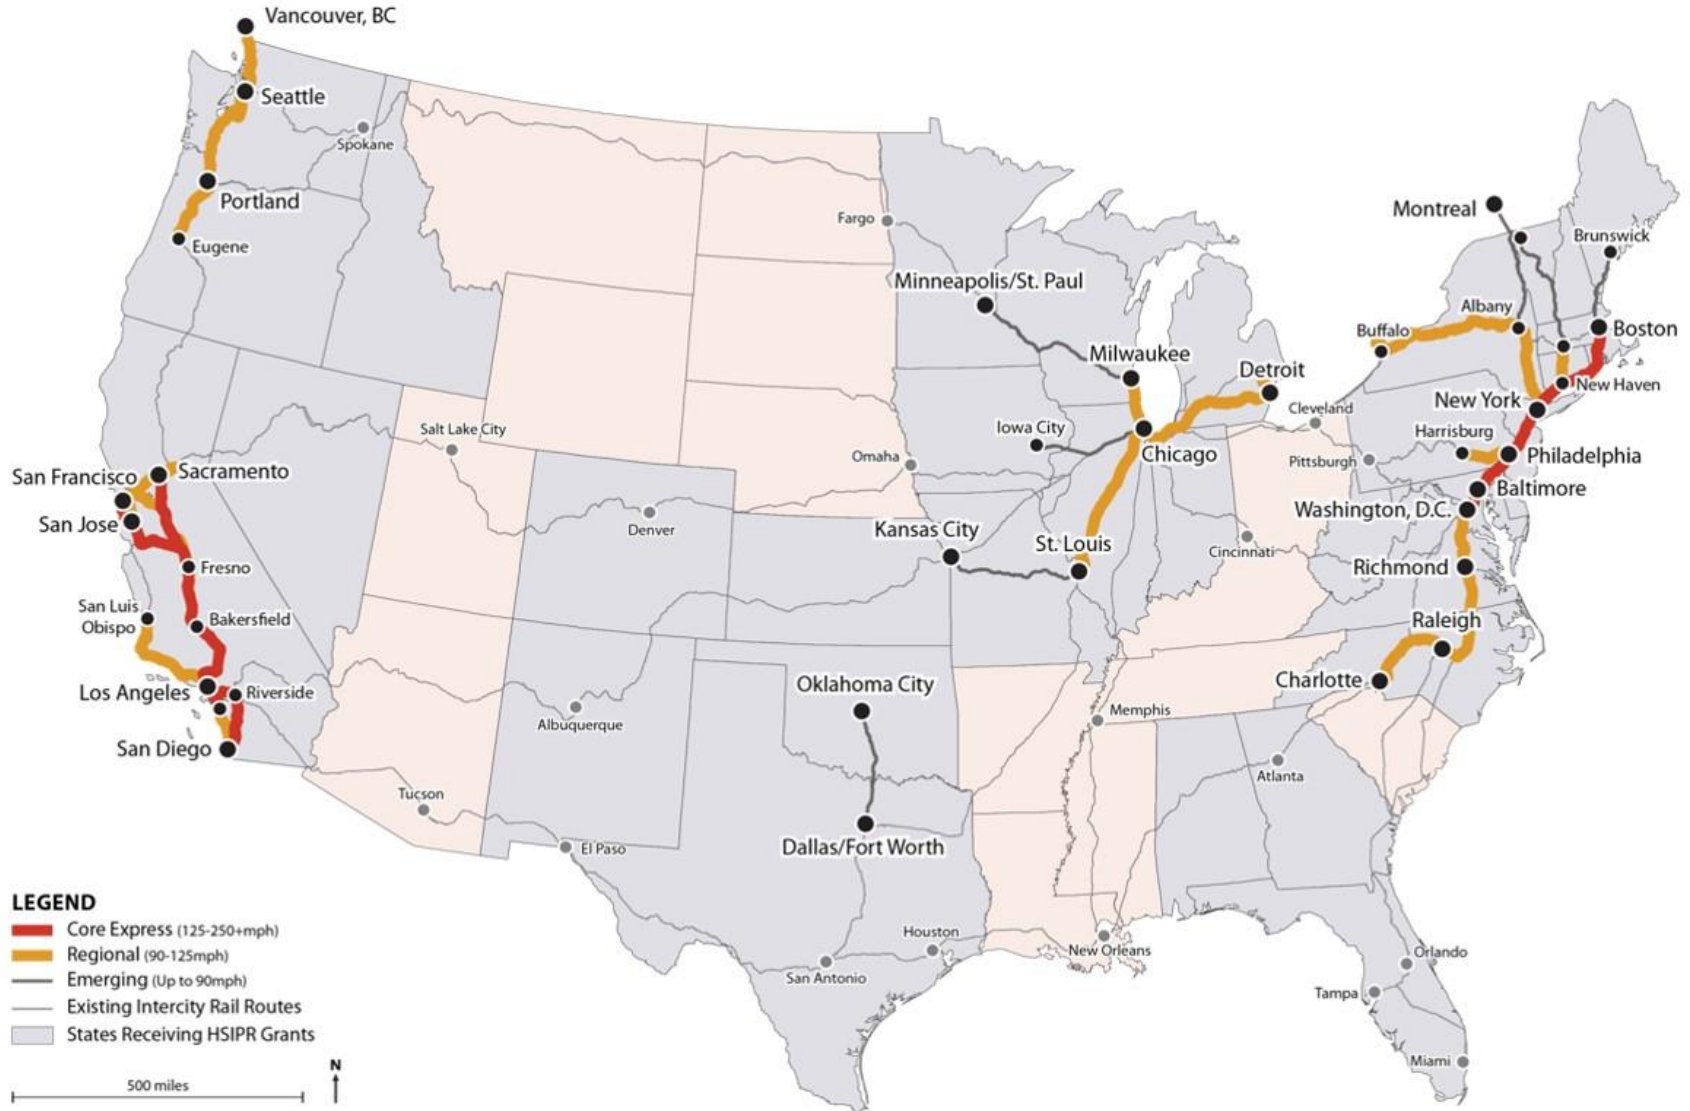 Vancouver, BC
Seattle
Spokane
Portland
Eugene
Fargo
Minneapolis/St. Paul
Montreal
Brunswick
Albany
Buffalo
Boston
Milwaukee
Detroit
New Haven
New York
Cleveland
Salt Lake City
Iowa City
Harrisburg
Omaha
Chicago
Pittsburgh
Philadelphia
San Francisco
Sacramento
Baltimore
San Jose
Denver
Kansas City
Washington, D.C.
St. Louis
Cincinnati
Fresno
Richmond
San Luis
Obispo
Bakersfield
Raleigh
Los Angeles
Riverside
Oklahoma City
Charlotte
Albuquerque
Memphis
San Diego
Atlanta
Tucson
El Paso
Dallas/Fort Worth
LEGEND
Core Express (125-250+mph)
Regional (90-125mph)
Emerging (Up to 90mph)
Existing Intercity Rail Routes
States Receiving HSIPR Grants
Houston
New Orleans
Orlando
San Antonio
Tampa
Miami
N
500 miles